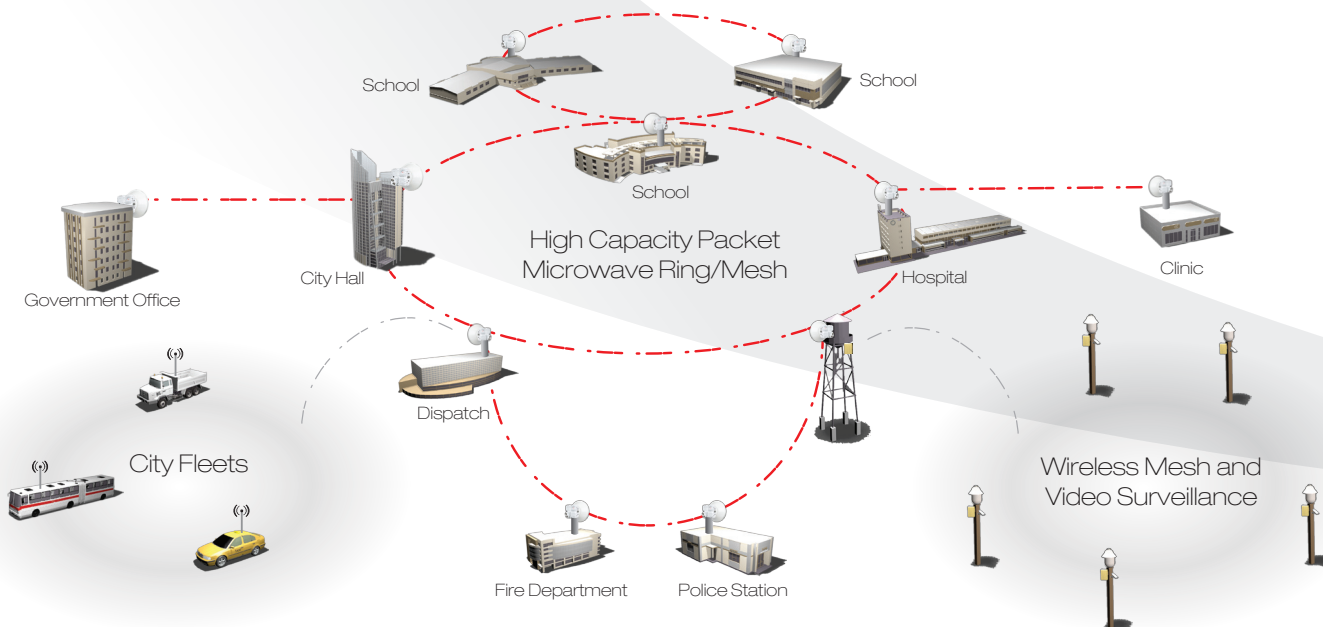 School
School
School
Government Office
City Hall
High Capacity Packet
Microwave Ring/Mesh
Hospital
Clinic
Dispatch
City Fleets
Wireless Mesh and
Video Surveillance
Fire Department
Police Station